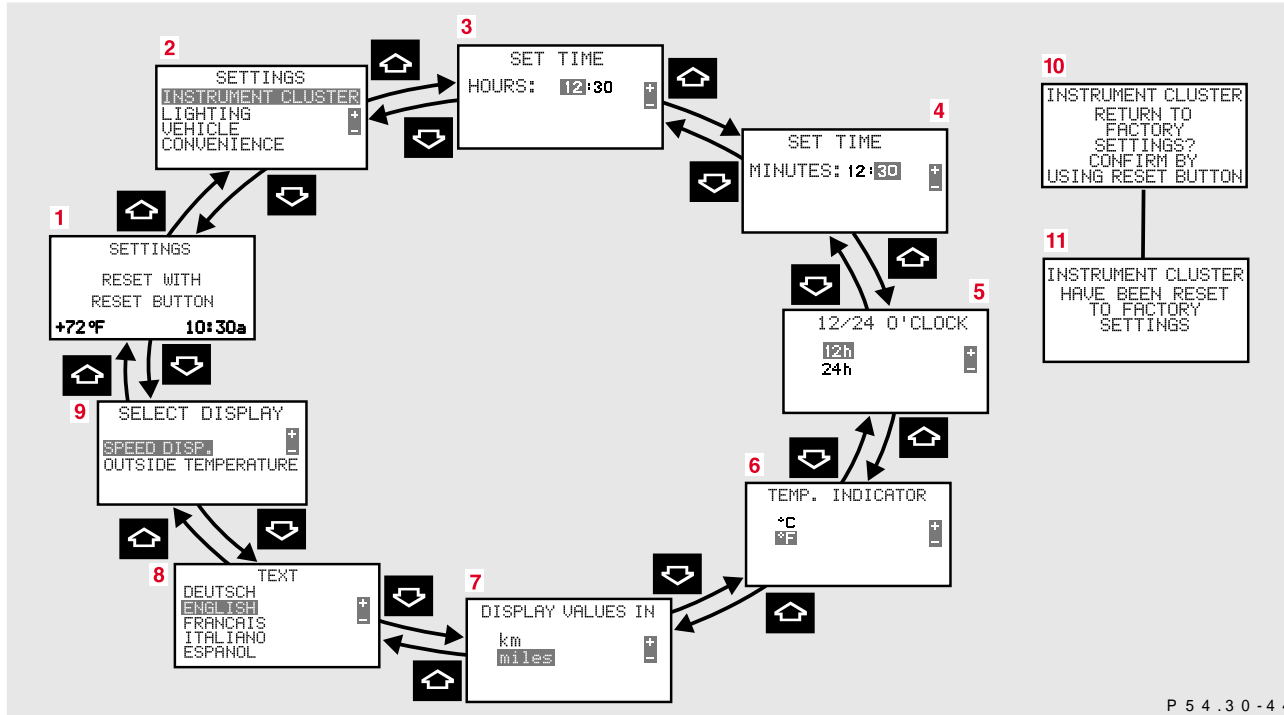 1
SETTINGS
RESET WITH
RESET BUTTON
+72°F 10:30a
2
SETTINGS
INSTRUMENT CLUSTER
LIGHTING
VEHICLE
CONVENIENCE
+
–
3
SET TIME
HOURS: 12:30
+
–
4
SET TIME
MINUTES: 12:30
+
–
5
12/24 O'CLOCK
12h
24h
+
–
6
TEMP. INDICATOR
°C
°F
+
–
7
DISPLAY VALUES IN
km
miles
+
–
8
TEXT
DEUTSCH
ENGLISH
FRANCAIS
ITALIANO
ESPANOL
+
–
9
SELECT DISPLAY
SPEED DISP.
OUTSIDE TEMPERATURE
+
–
10
INSTRUMENT CLUSTER
RETURN TO
FACTORY
SETTINGS?
CONFIRM BY
USING RESET BUTTON
11
INSTRUMENT CLUSTER
HAVE BEEN RESET
TO FACTORY
SETTINGS
P54.30-4